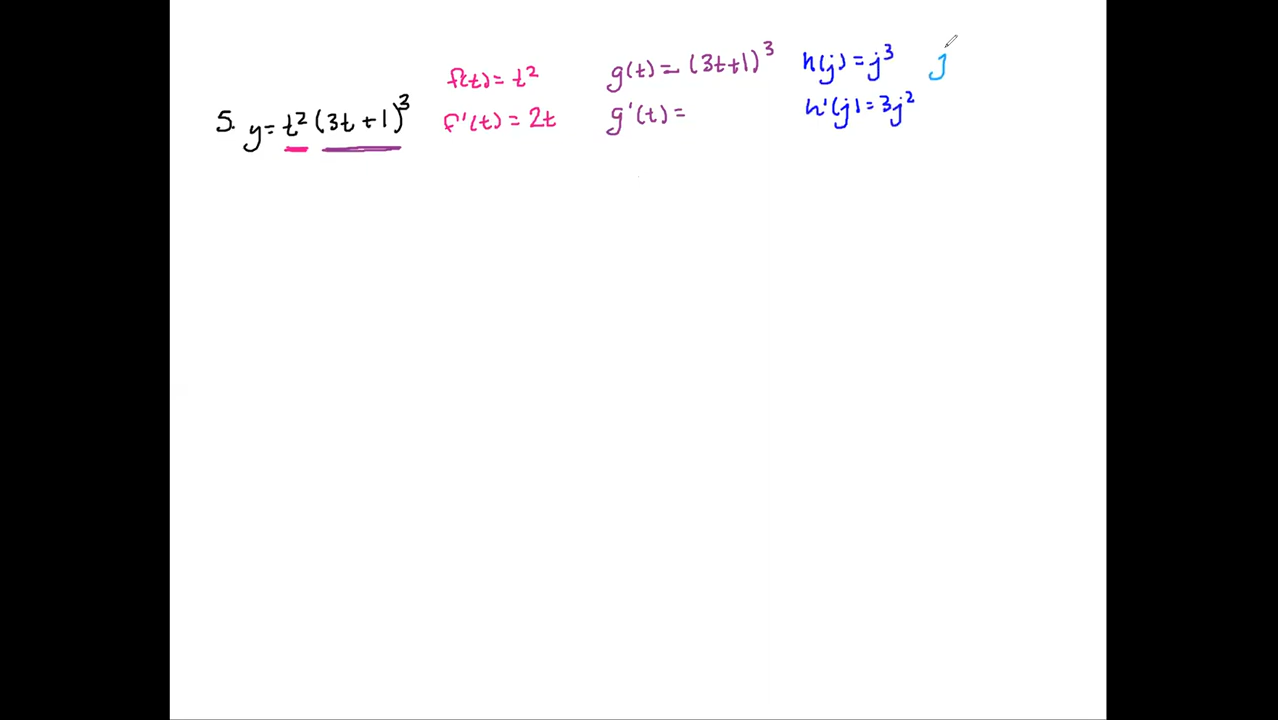 f(t) = t² g(t) = (3t+1)³ h(j) = j³ j
5. y = t² (3t + 1)³ f'(t) = 2t g'(t) = h'(j) = 3j²